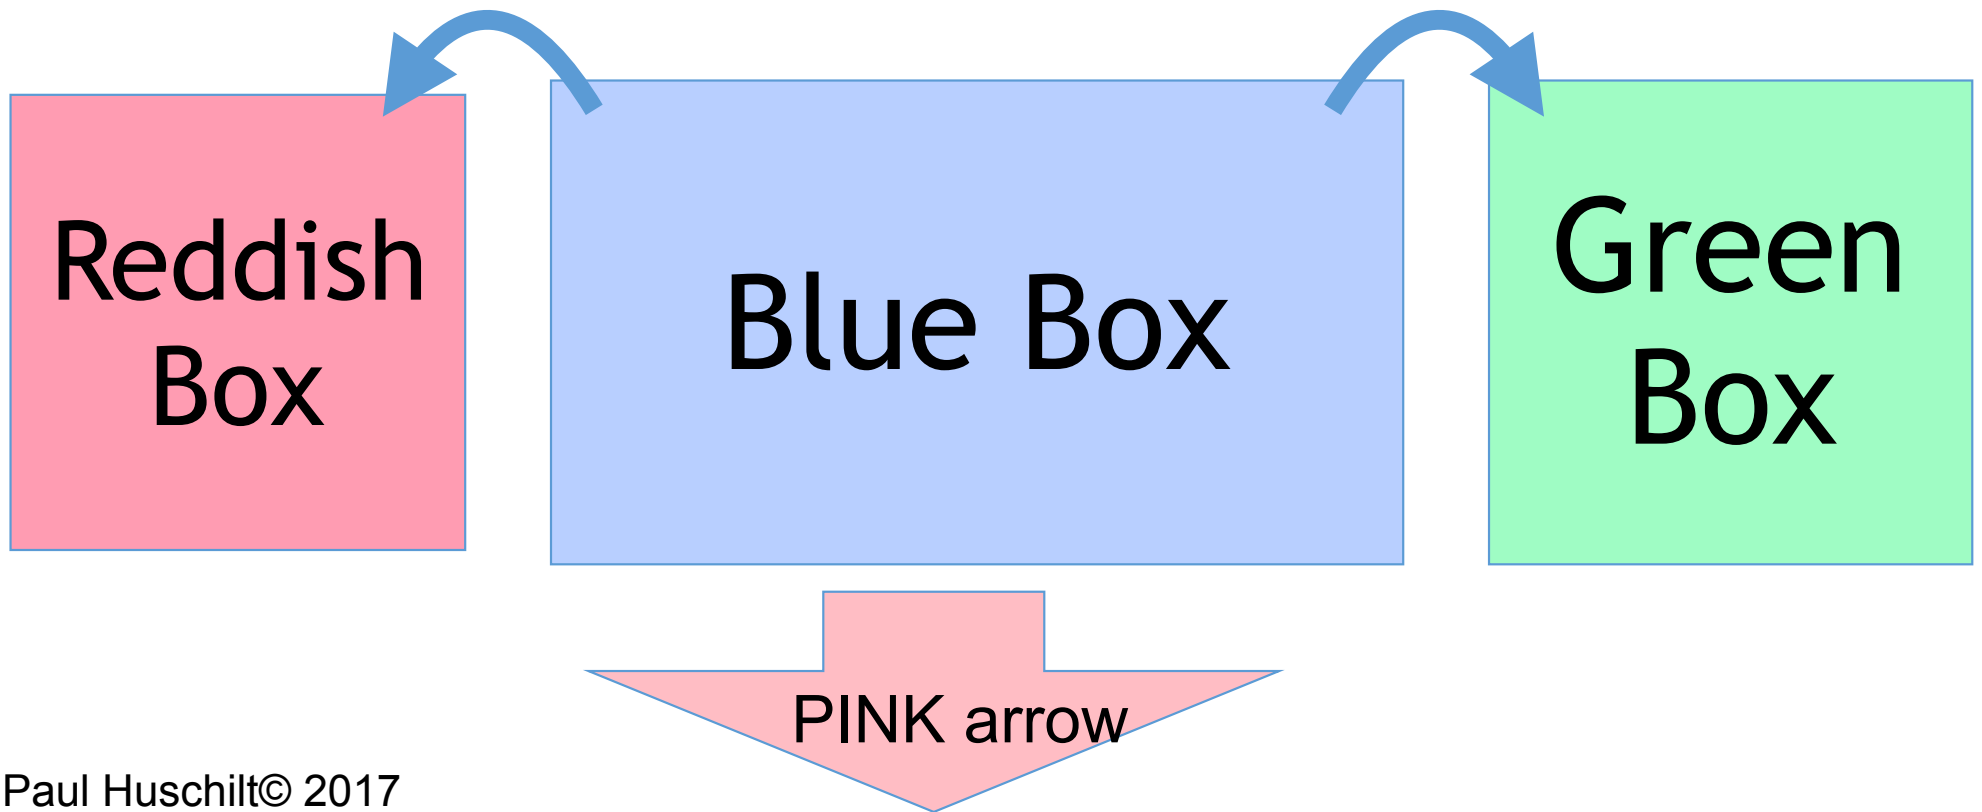 Reddish
Box
Blue Box
Green
Box
PINK arrow
Paul Huschilt© 2017